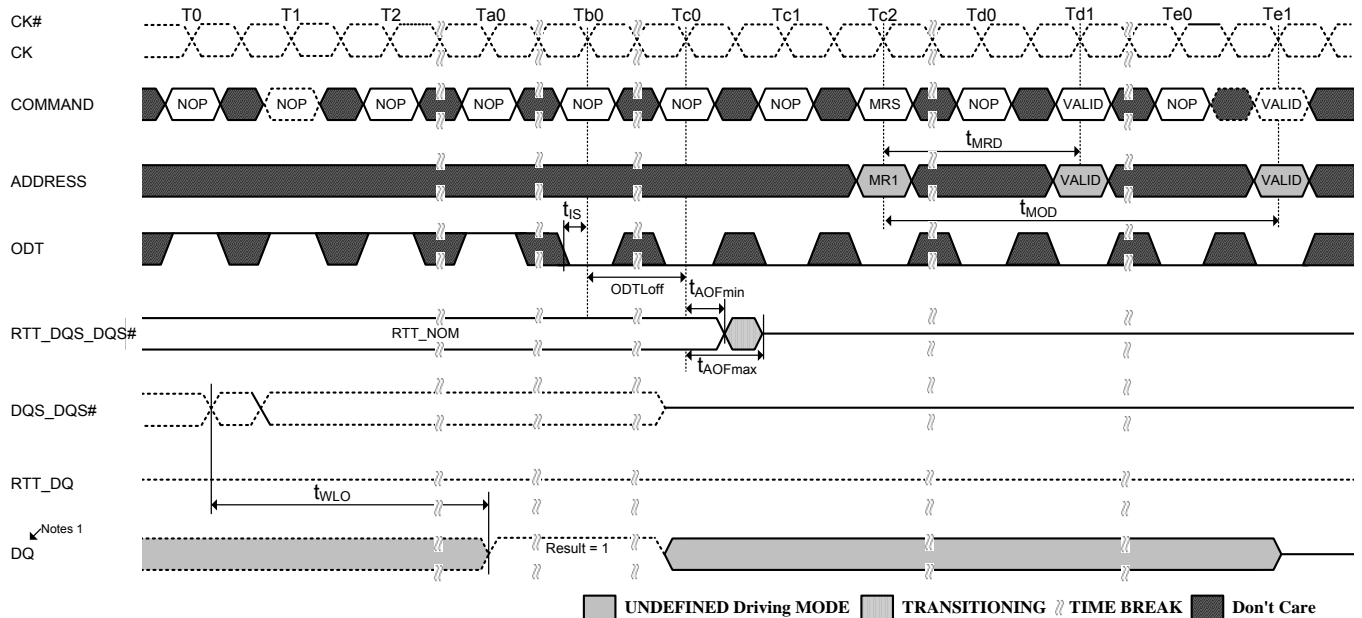 T0 T1 T2 Ta0 Tb0 Tc0 Tc1 Tc2 Td0 Td1 Te0 Te1
CK#
CK
COMMAND NOP NOP NOP NOP NOP NOP NOP MRS NOP VALID NOP VALID
tMRD
ADDRESS MR1 VALID VALID
tIS tMOD
ODT
ODTLoff tAOFmin
RTT_DQS_DQS# RTT_NOM
tAOFmax
DQS_DQS#
RTT_DQ
tWLO
Notes 1
DQ Result = 1
UNDEFINED Driving MODE TRANSITIONING TIME BREAK Don't Care